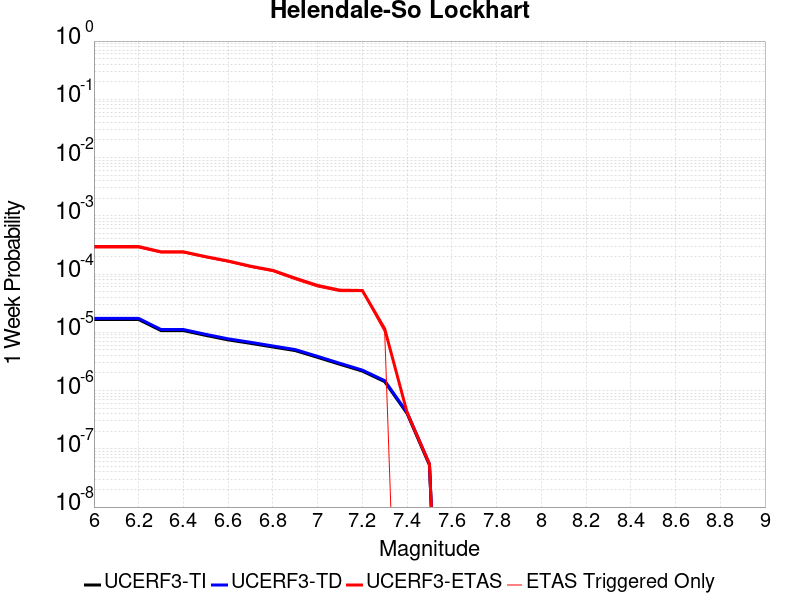 Helendale-So Lockhart
10^0
10^-1
10^-2
10^-3
10^-4
10^-5
10^-6
10^-7
10^-8
1 Week Probability
6 6.2 6.4 6.6 6.8 7 7.2 7.4 7.6 7.8 8 8.2 8.4 8.6 8.8 9
Magnitude
UCERF3-TI UCERF3-TD UCERF3-ETAS ETAS Triggered Only